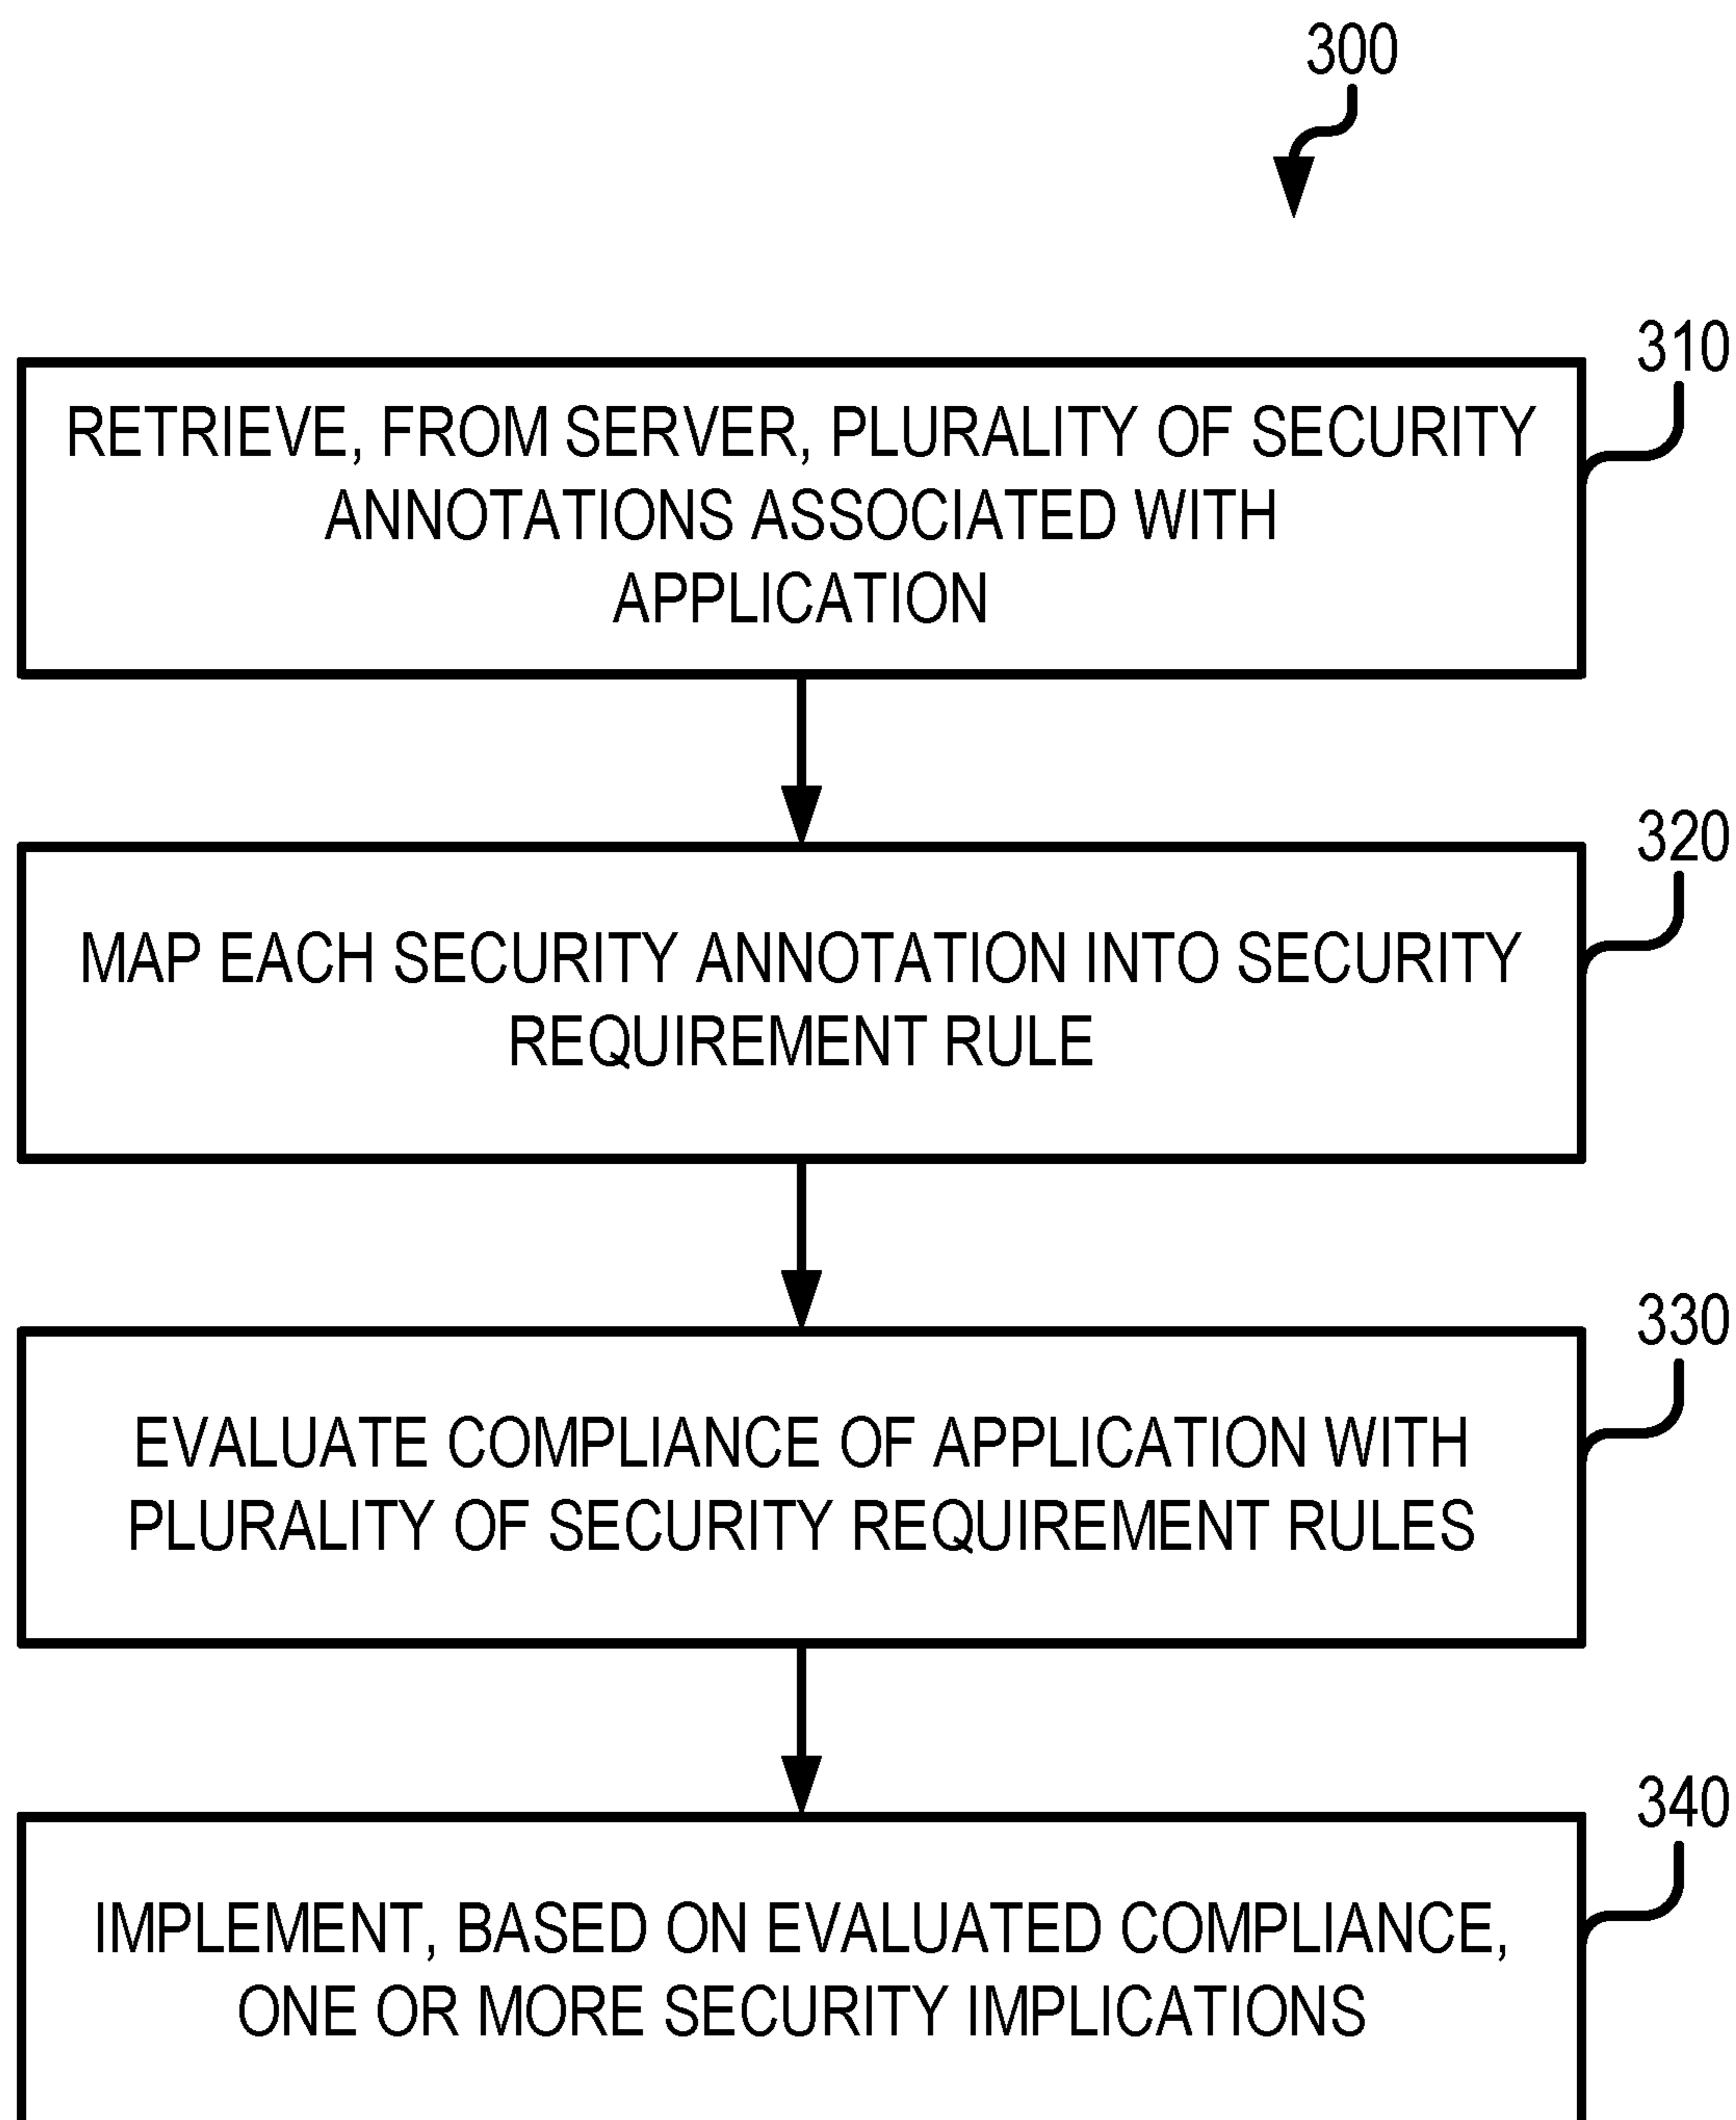 300
310
RETRIEVE, FROM SERVER, PLURALITY OF SECURITY
ANNOTATIONS ASSOCIATED WITH
APPLICATION
320
MAP EACH SECURITY ANNOTATION INTO SECURITY
REQUIREMENT RULE
330
EVALUATE COMPLIANCE OF APPLICATION WITH
PLURALITY OF SECURITY REQUIREMENT RULES
340
IMPLEMENT, BASED ON EVALUATED COMPLIANCE,
ONE OR MORE SECURITY IMPLICATIONS